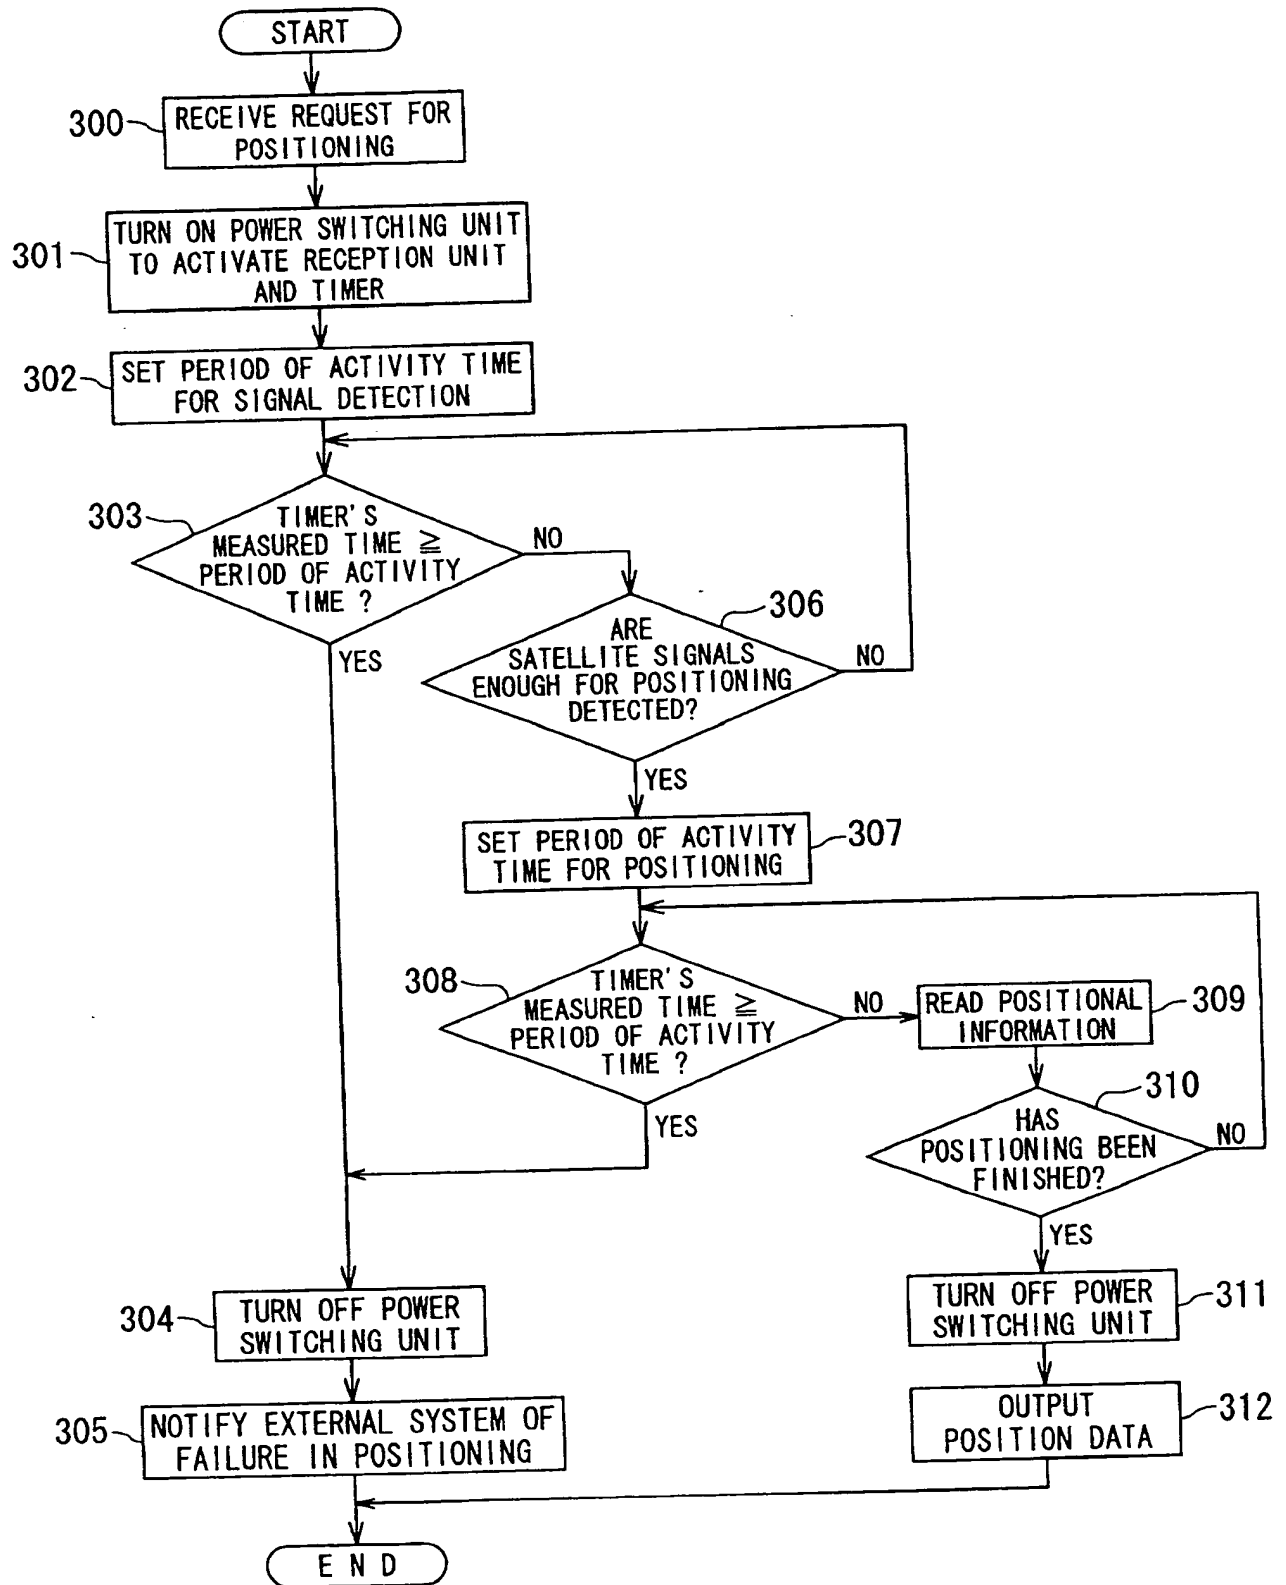 START
300
RECEIVE REQUEST FOR
POSITIONING
301
TURN ON POWER SWITCHING UNIT
TO ACTIVATE RECEPTION UNIT
AND TIMER
302
SET PERIOD OF ACTIVITY TIME
FOR SIGNAL DETECTION
303
TIMER'S
MEASURED TIME ≧
PERIOD OF ACTIVITY
TIME ?
NO
YES
306
ARE
SATELLITE SIGNALS
ENOUGH FOR POSITIONING
DETECTED?
NO
YES
307
SET PERIOD OF ACTIVITY
TIME FOR POSITIONING
308
TIMER'S
MEASURED TIME ≧
PERIOD OF ACTIVITY
TIME ?
NO
YES
309
READ POSITIONAL
INFORMATION
310
HAS
POSITIONING BEEN
FINISHED?
NO
YES
304
TURN OFF POWER
SWITCHING UNIT
311
TURN OFF POWER
SWITCHING UNIT
305
NOTIFY EXTERNAL SYSTEM OF
FAILURE IN POSITIONING
312
OUTPUT
POSITION DATA
END